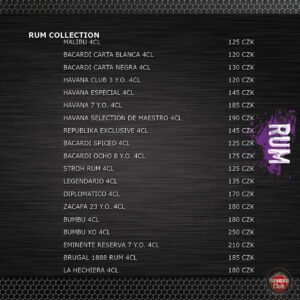 RUM COLLECTION
MALIBU 4CL 125 CZK
BACARDI CARTA BLANCA 4CL 120 CZK
BACARDI CARTA NEGRA 4CL 130 CZK
HAVANA CLUB 3 Y.O. 4CL 120 CZK
HAVANA ESPECIAL 4CL 145 CZK
HAVANA 7 Y.O. 4CL 185 CZK
HAVANA SELECTION DE MAESTRO 4CL 190 CZK
REPUBLIKA EXCLUSIVE 4CL 145 CZK
BACARDI SPICED 4CL 125 CZK
BACARDI OCHO 8 Y.O. 4CL 175 CZK
STROH RUM 4CL 125 CZK
LEGENDARIO 4CL 135 CZK
DIPLOMATICO 4CL 170 CZK
ZACAPA 23 Y.O. 4CL 180 CZK
BUMBU 4CL 180 CZK
BUMBU XO 4CL 250 CZK
EMINENTE RESERVA 7 Y.O. 4CL 210 CZK
BRUGAL 1888 RUM 4CL 185 CZK
LA HECHIERA 4CL 180 CZK
RUM
Havana Club